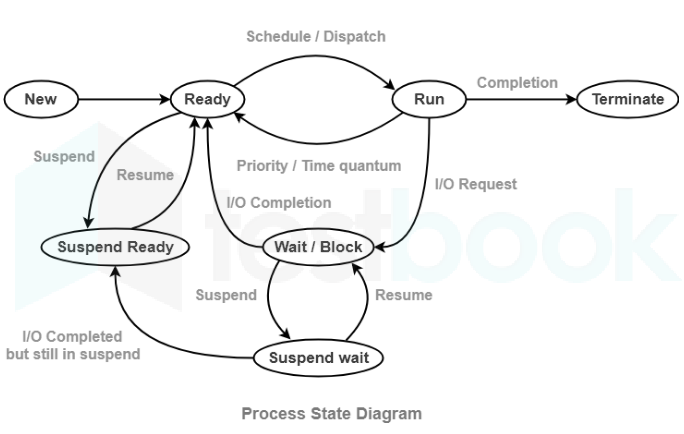 Schedule / Dispatch
New
Ready
Run
Completion
Terminate
Suspend
Resume
Priority / Time quantum
I/O Completion
I/O Request
Suspend Ready
Wait / Block
Suspend
Resume
I/O Completed
but still in suspend
Suspend wait
Process State Diagram